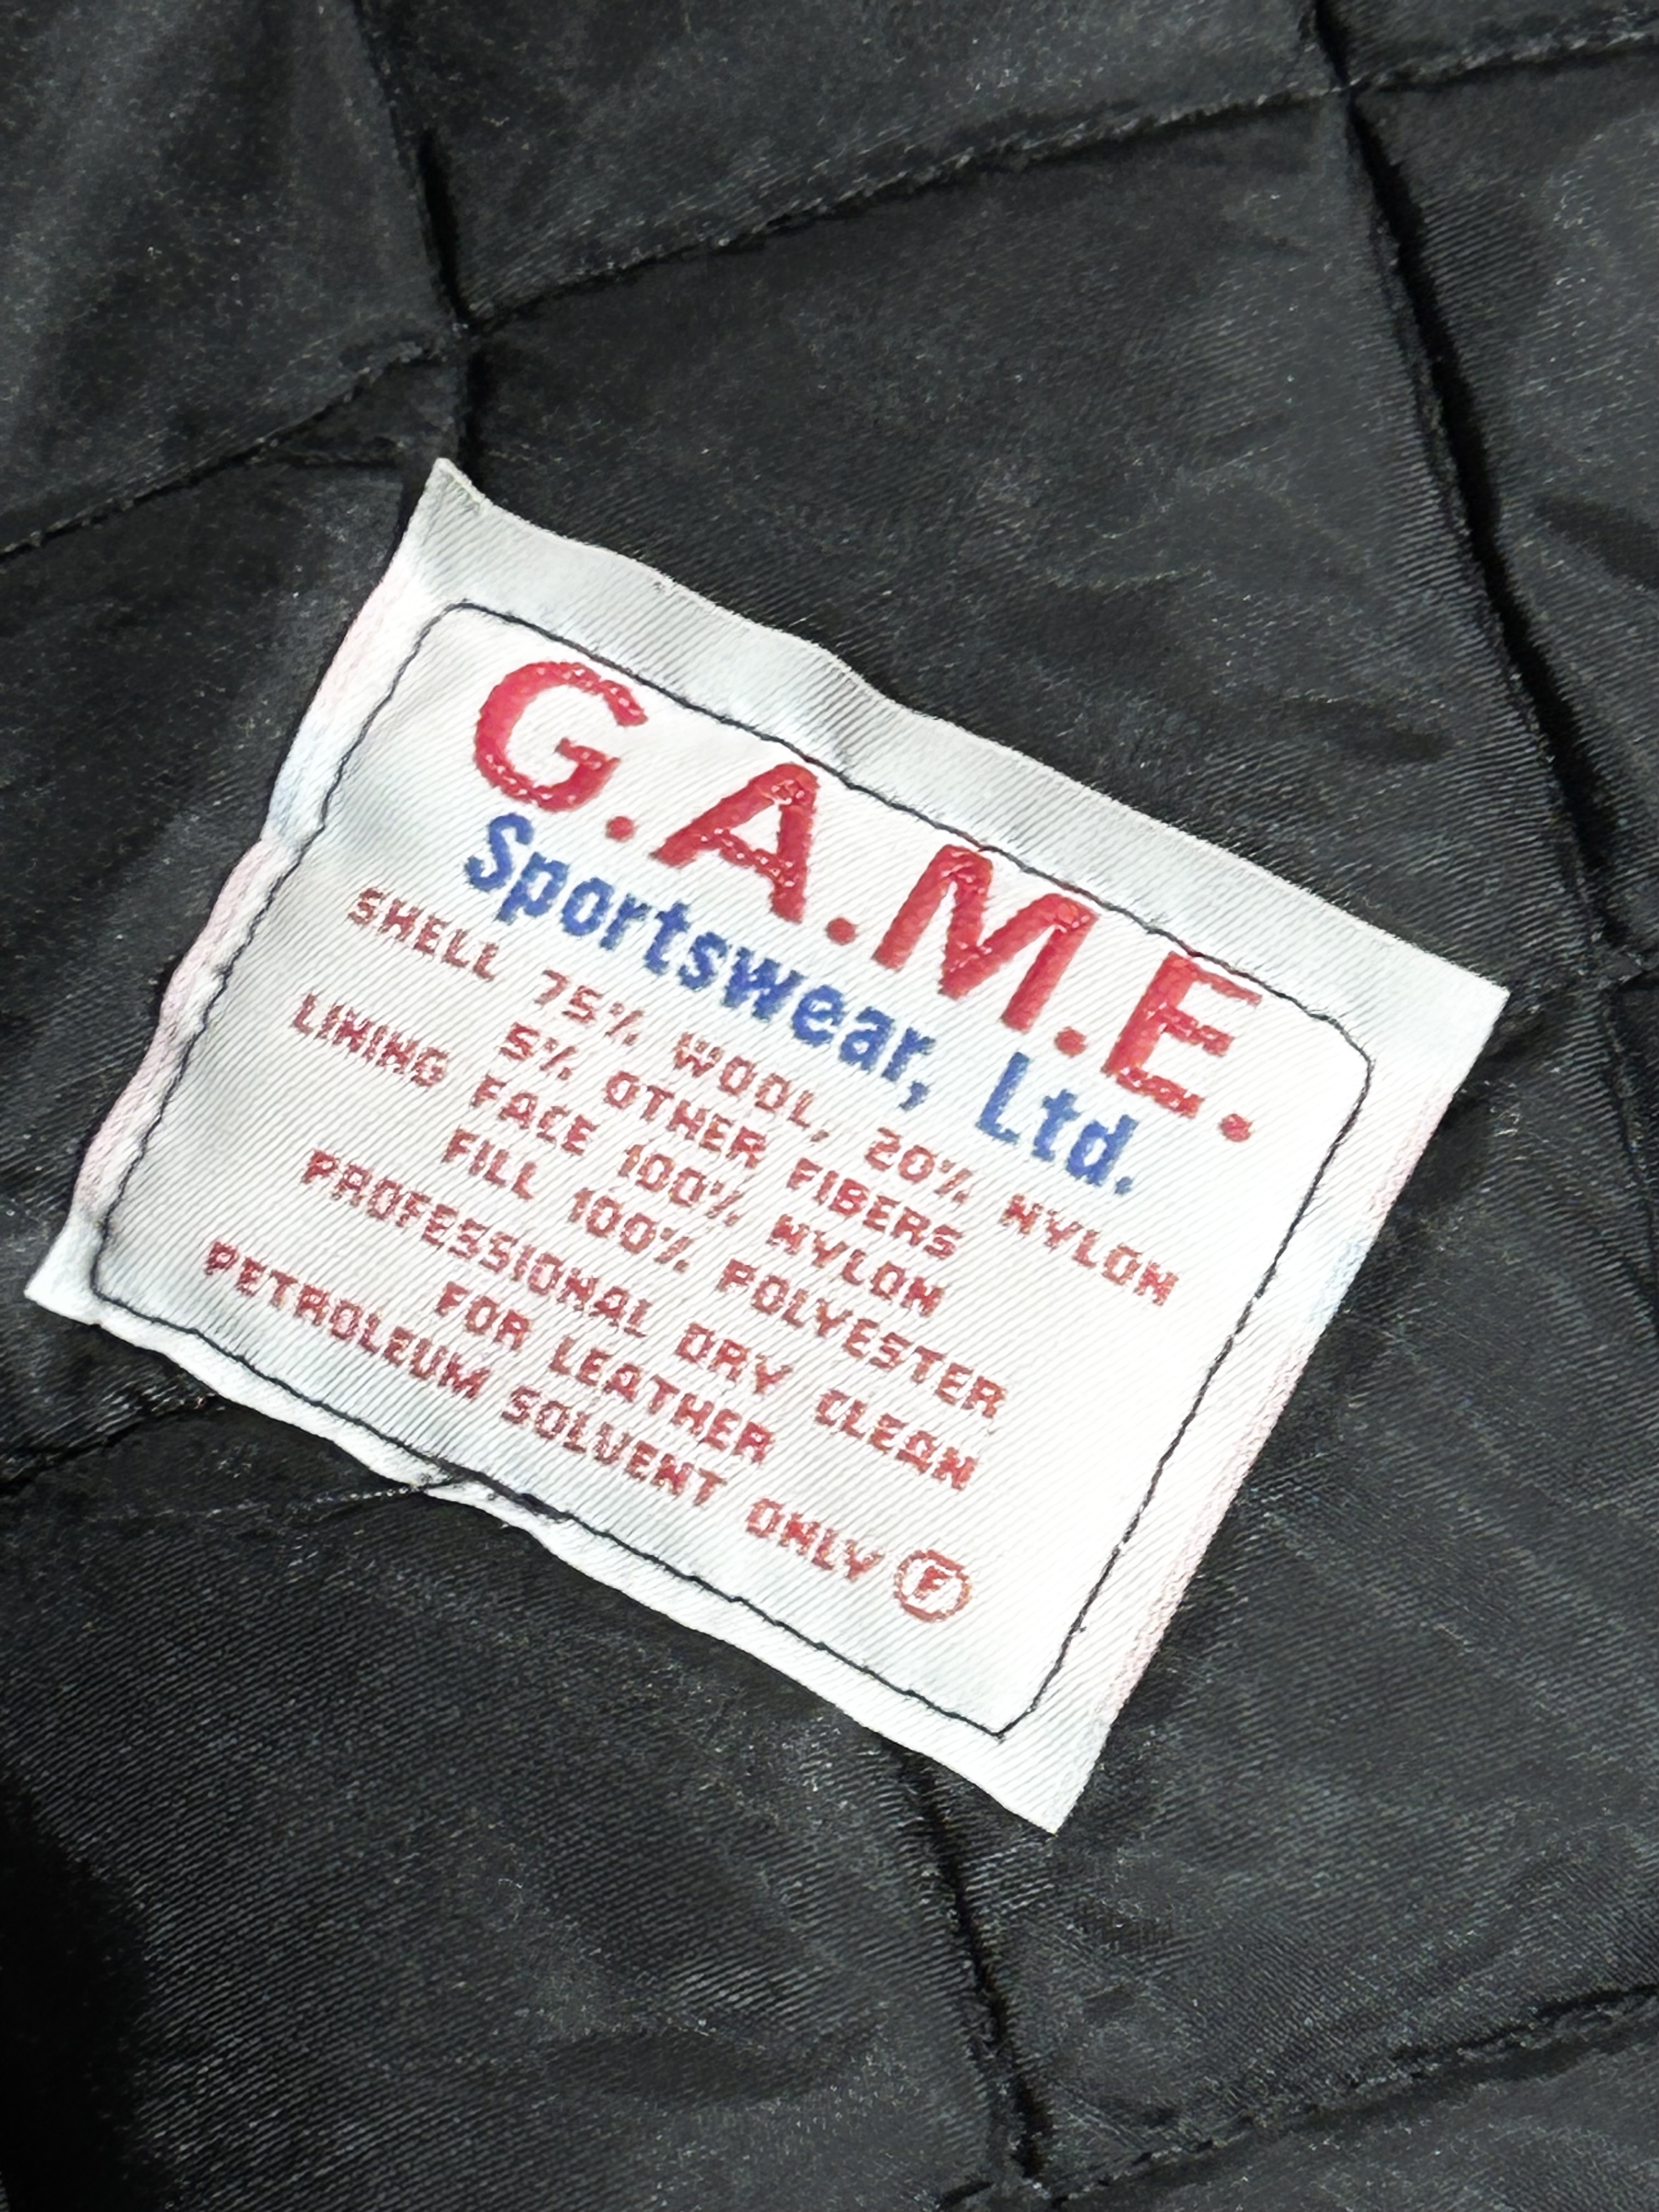 G.A.M.E.
Sportswear, Ltd.
SHELL 75% WOOL, 20% NYLON
5% OTHER FIBERS
LINING FACE 100% NYLON
FILL 100% POLYESTER
PROFESSIONAL DRY CLEAN
FOR LEATHER
PETROLEUM SOLVENT ONLY Ⓕ